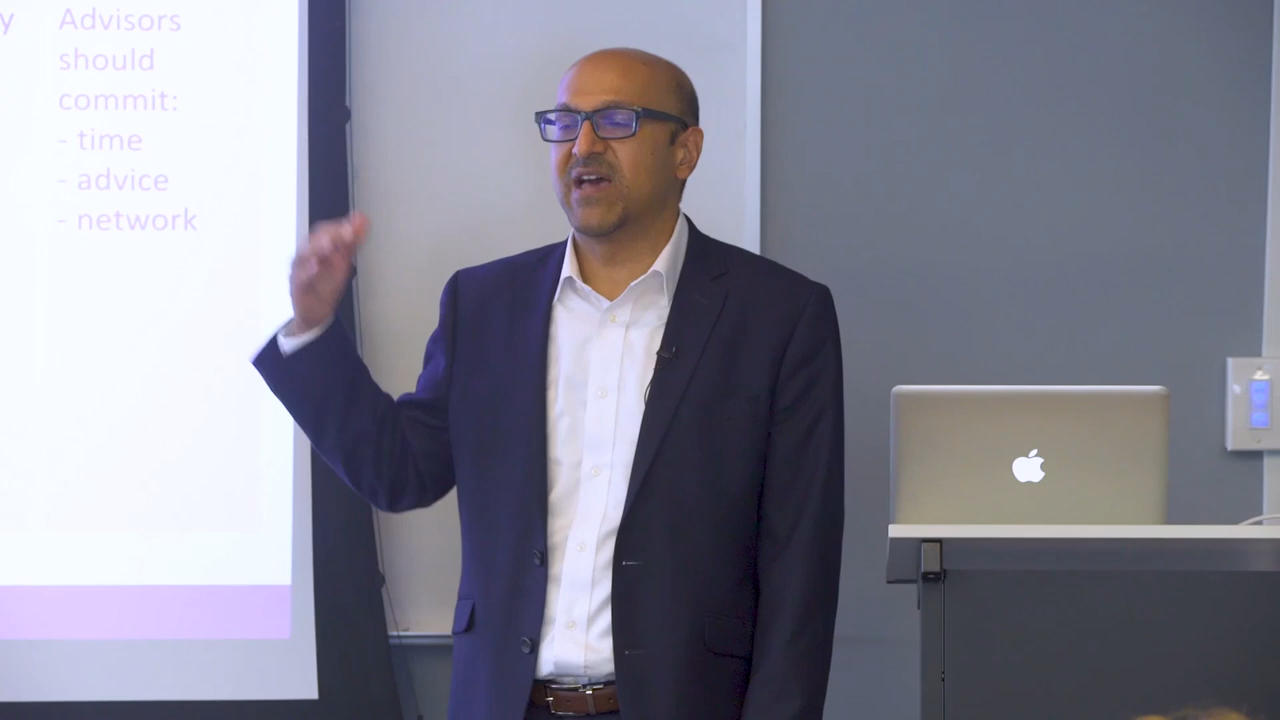 y
Advisors
should
commit:
- time
- advice
- network